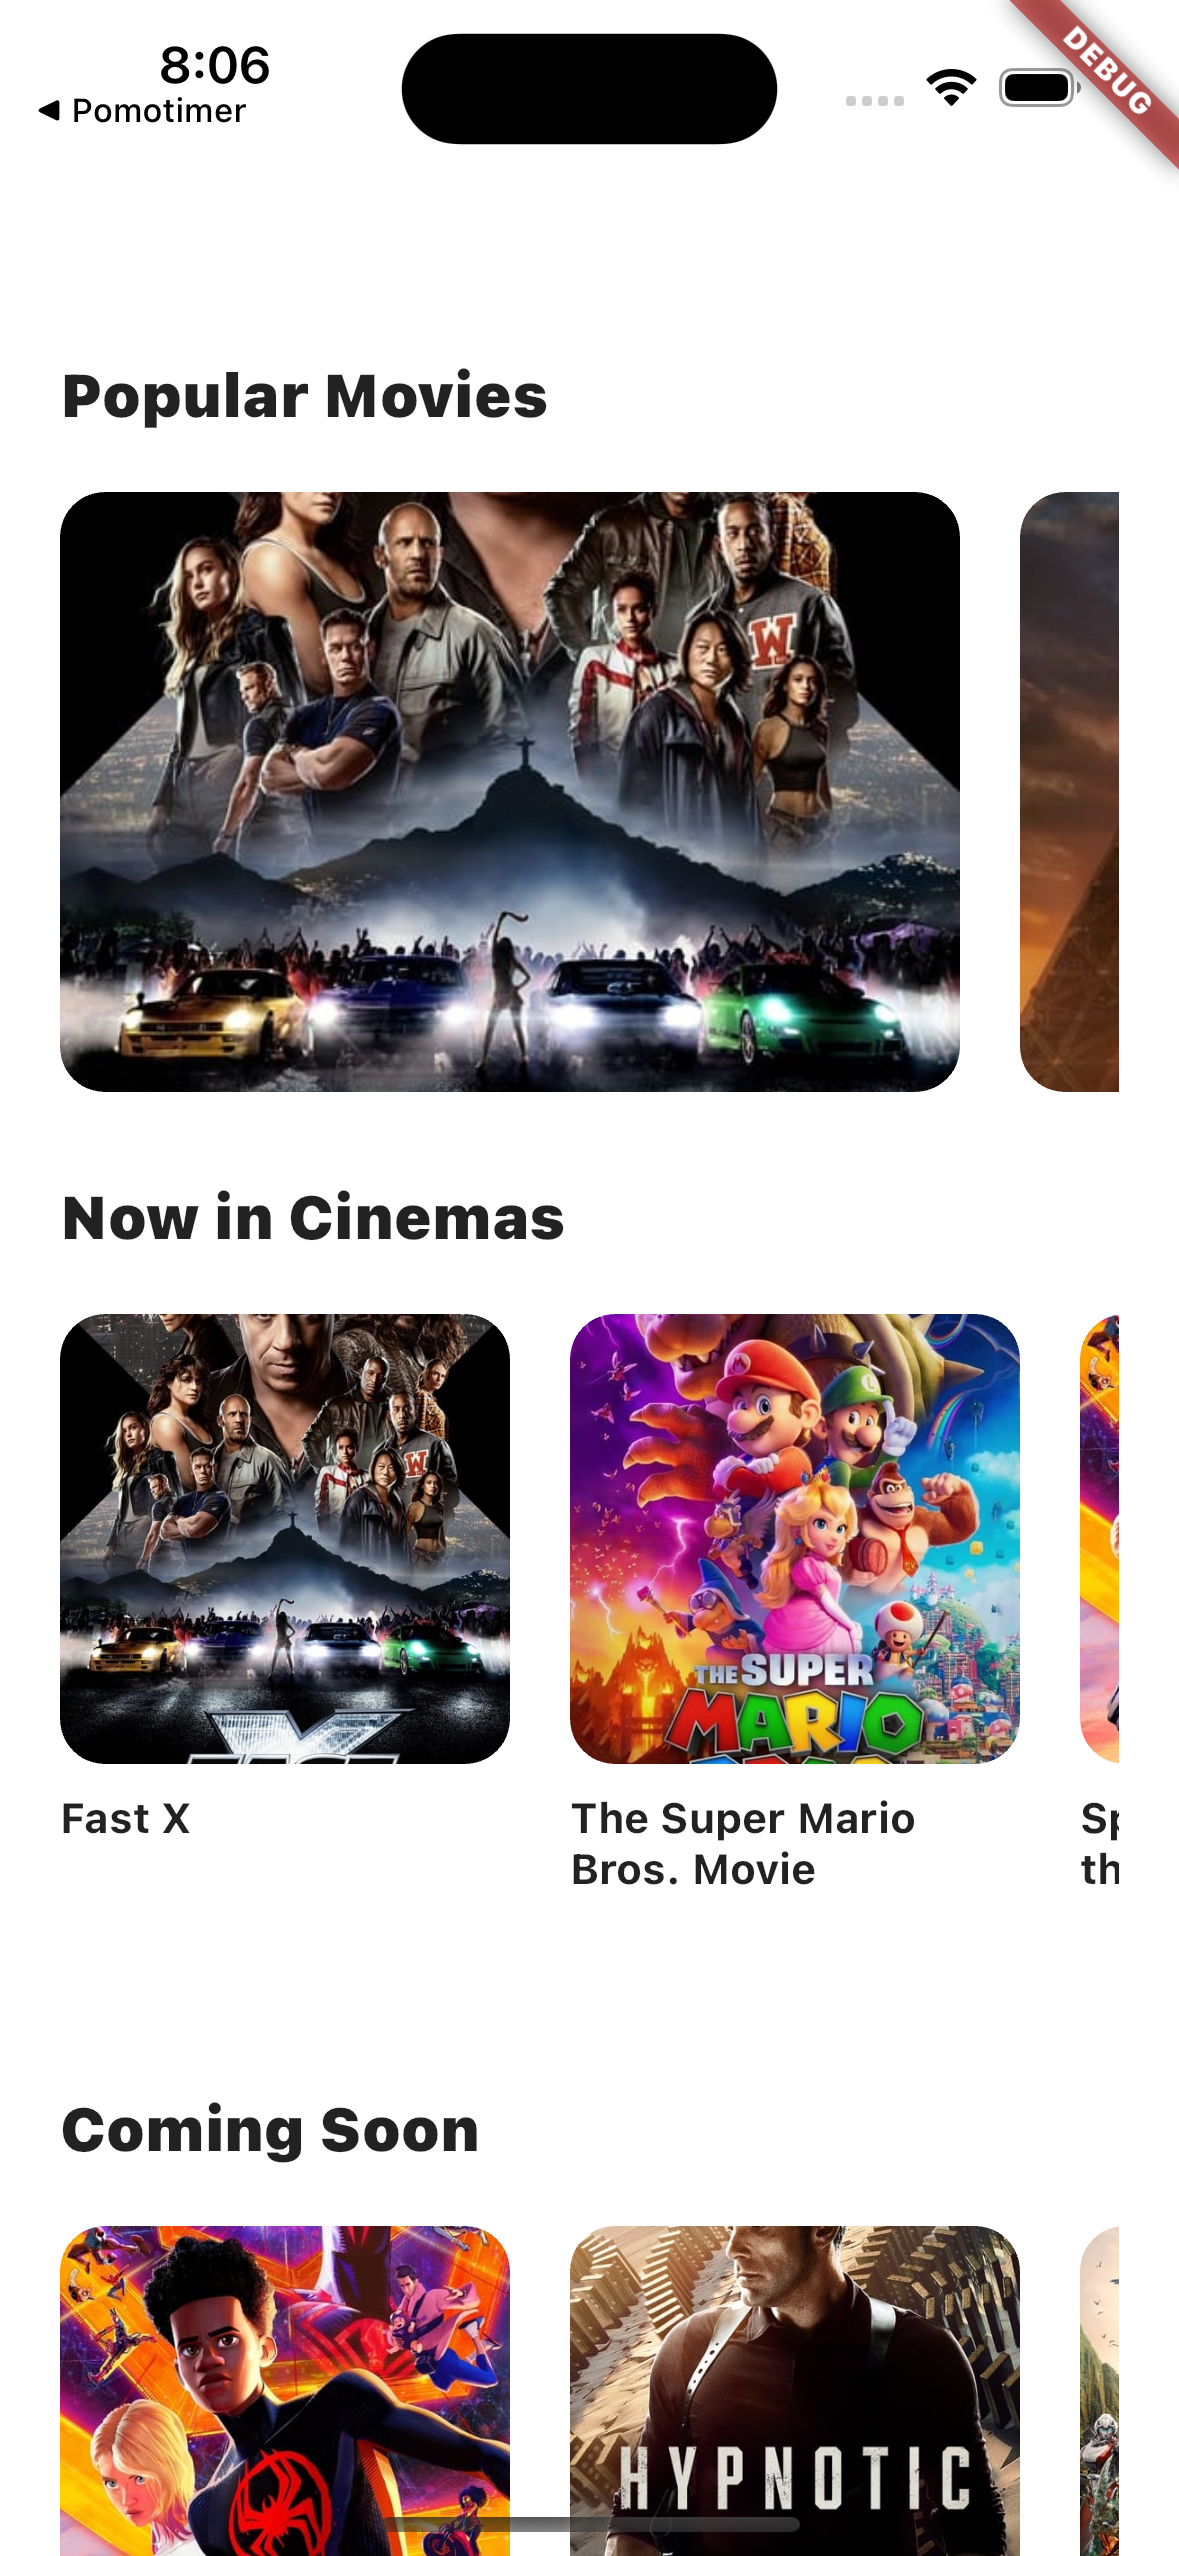 8:06
◀ Pomotimer
DEBUG
Popular Movies
W
Now in Cinemas
W
THE SUPER
MARIO
Fast X
The Super Mario
Bros. Movie
Sp
th
Coming Soon
HYPNOTIC